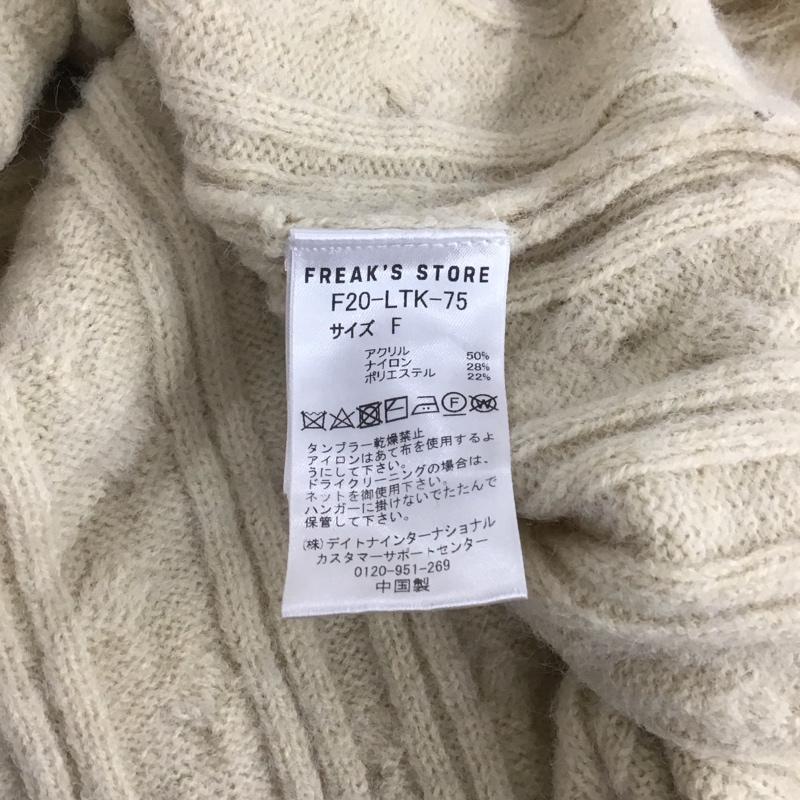 FREAK'S STORE
F20-LTK-75
サイズ F
アクリル 50%
ナイロン 28%
ポリエステル 22%
F
W
タンブラー乾燥禁止
アイロンはあて布を使用するよ
うにして下さい。
ドライクリーニングの場合は、
ネットを御使用下さい。
ハンガーに掛けないでたたんで
保管して下さい。
(株)デイトナインターナショナル
カスタマーサポートセンター
0120-951-269
中国製